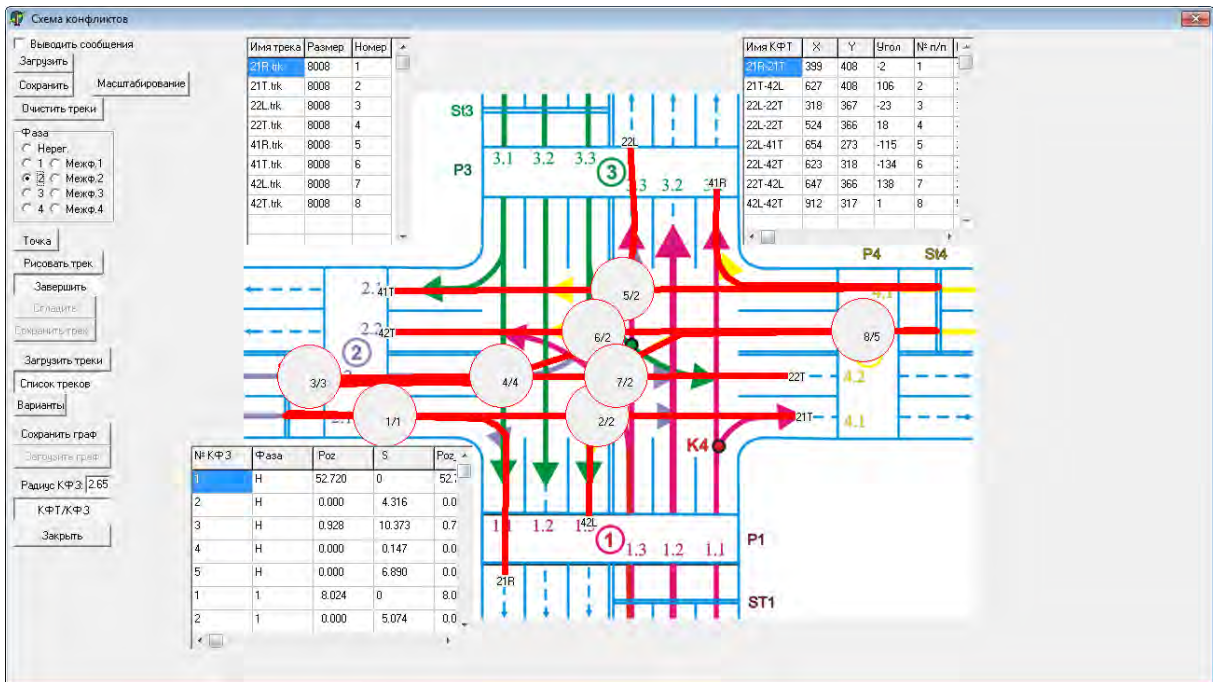 Схема конфликтов
Выводить сообщения
Загрузить
Сохранить
Масштабирование
Очистить треки
Фаза
Нерег.
1 Межф.1
2 Межф.2
3 Межф.3
4 Межф.4
Точка
Рисовать трек
Завершить
Сгладить
Сохранить трек
Загрузить треки
Список треков
Варианты
Сохранить граф
Загрузить граф
Радиус КФЗ: 2.65
КФТ/КФЗ
Закрыть
Имя трека Размер Номер
21R.trk 8008 1
21T.trk 8008 2
22L.trk 8008 3
22T.trk 8008 4
41R.trk 8008 5
41T.trk 8008 6
42L.trk 8008 7
42T.trk 8008 8
Имя КФТ X Y Угол № п/п
21R-21T 399 408 -2 1
21T-42L 627 408 106 2
22L-22T 318 367 -23 3
22L-22T 524 366 18 4
22L-41T 654 273 -115 5
22L-42T 623 318 -134 6
22T-42L 647 366 138 7
42L-42T 912 317 1 8
St3
P3
3.1 3.2 3.3
3
22L
3.3 3.2
41R
P4 St4
4.1
2.1 41T
5/2
2.2 42T
6/2
8/5
2
3/3
4/4
7/2
22T
4.2
1/1
2/2
21T
4.1
K4
1.1 1.2 1.3
42L
1
1.3 1.2 1.1
P1
21R
ST1
№ КФЗ Фаза Poz S Poz_
1 Н 52.720 0 52.
2 Н 0.000 4.316 0.0
3 Н 0.928 10.373 0.7
4 Н 0.000 0.147 0.0
5 Н 0.000 6.890 0.0
1 1 8.024 0 8.0
2 1 0.000 5.074 0.0